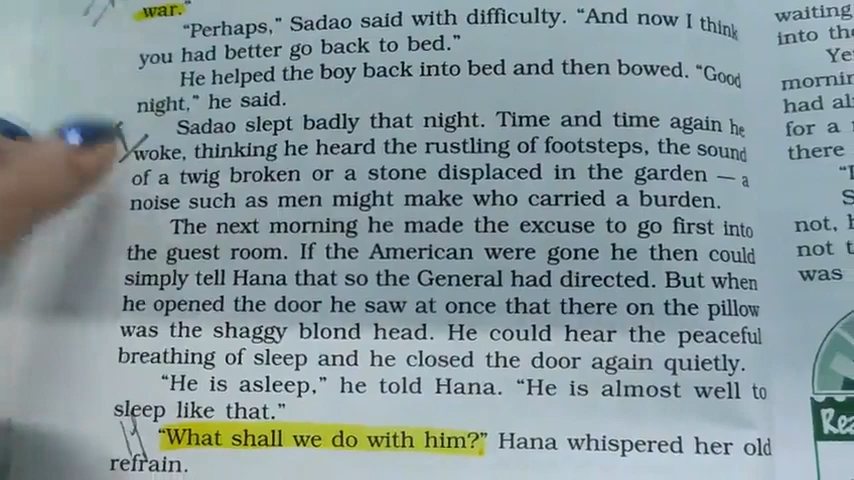 war."
"Perhaps," Sadao said with difficulty. "And now I think
you had better go back to bed."
He helped the boy back into bed and then bowed. "Good
night," he said.
Sadao slept badly that night. Time and time again he
woke, thinking he heard the rustling of footsteps, the sound
of a twig broken or a stone displaced in the garden — a
noise such as men might make who carried a burden.
The next morning he made the excuse to go first into
the guest room. If the American were gone he then could
simply tell Hana that so the General had directed. But when
he opened the door he saw at once that there on the pillow
was the shaggy blond head. He could hear the peaceful
breathing of sleep and he closed the door again quietly.
"He is asleep," he told Hana. "He is almost well to
sleep like that."
"What shall we do with him?" Hana whispered her old
refrain.
waiting
into
had
for a
there
not,
not
was